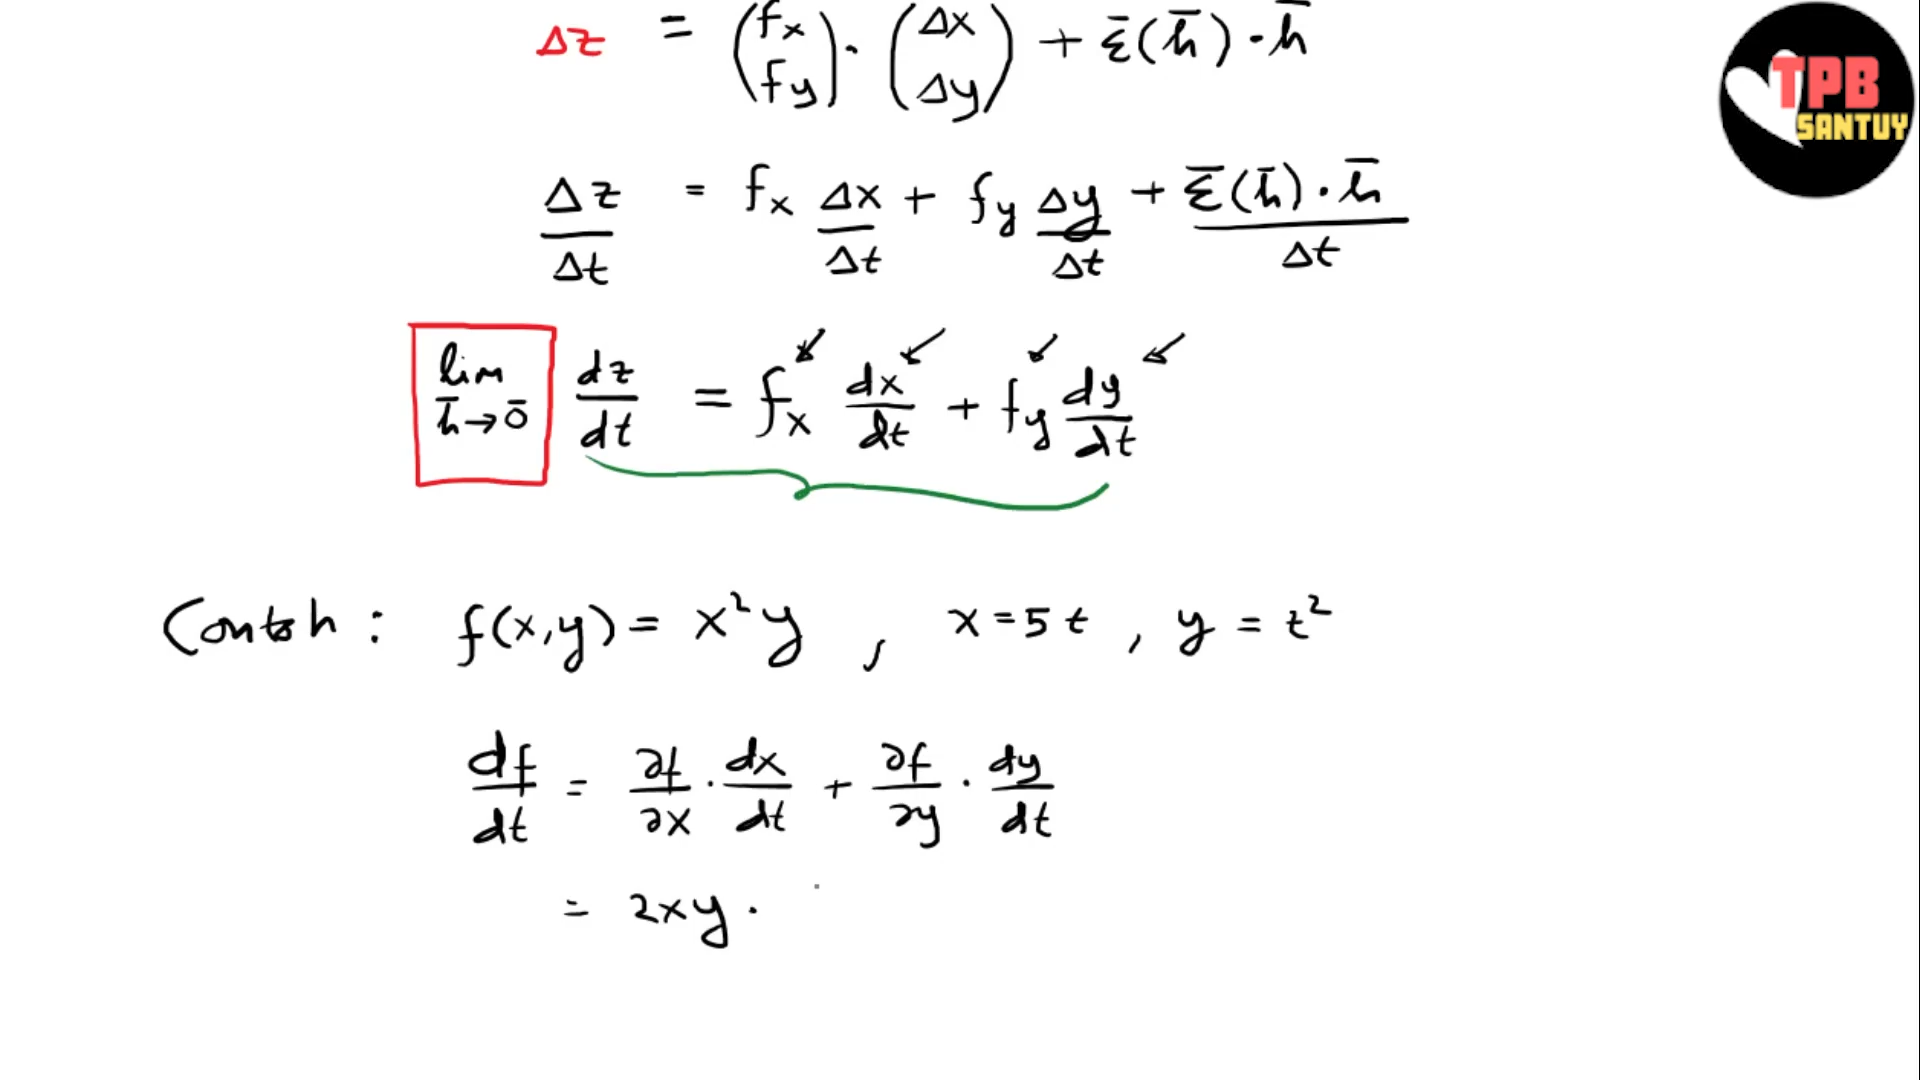 Δz = (fx fy) · (Δx Δy) + ε̄(h̄) · h̄
TPB
SANTUY
Δz/Δt = fx Δx/Δt + fy Δy/Δt + ε̄(h̄) · h̄/Δt
lim h̄→0̄ dz/dt = fx dx/dt + fy dy/dt
Contoh : f(x,y) = x²y , x = 5t , y = t²
df/dt = ∂f/∂x · dx/dt + ∂f/∂y · dy/dt
= 2xy ·